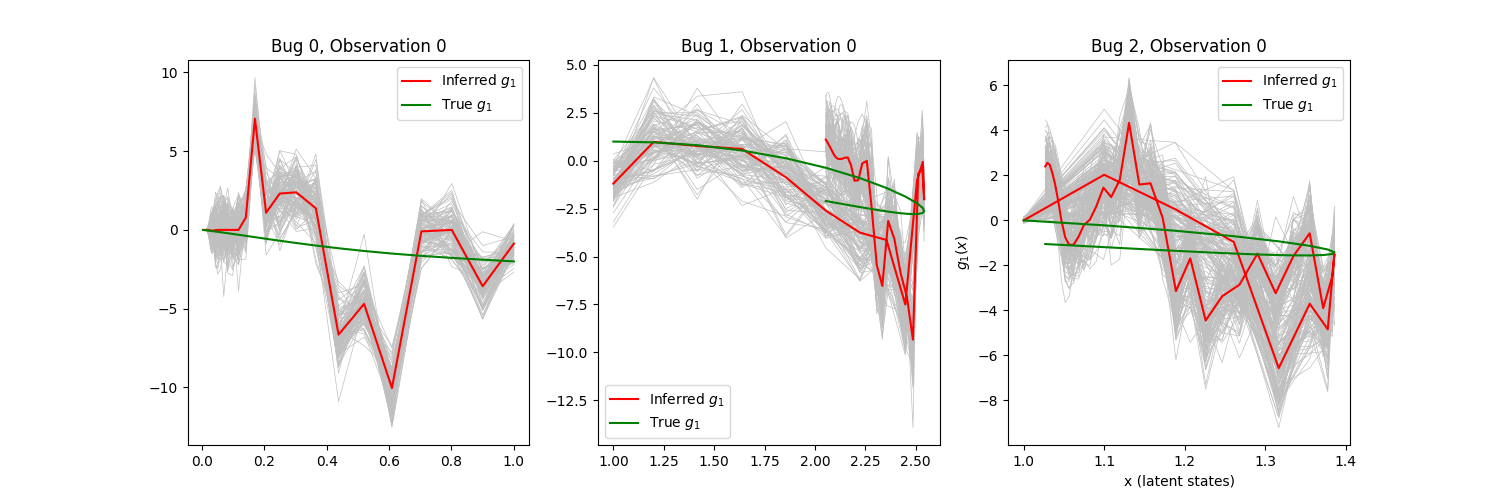 Bug 0, Observation 0
10
5
0
−5
−10
0.0 0.2 0.4 0.6 0.8 1.0
Inferred g₁
True g₁
Bug 1, Observation 0
5.0
2.5
0.0
−2.5
−5.0
−7.5
−10.0
−12.5
1.00 1.25 1.50 1.75 2.00 2.25 2.50
Inferred g₁
True g₁
Bug 2, Observation 0
6
4
2
0
−2
−4
−6
−8
g₁(x)
1.0 1.1 1.2 1.3 1.4
x (latent states)
Inferred g₁
True g₁